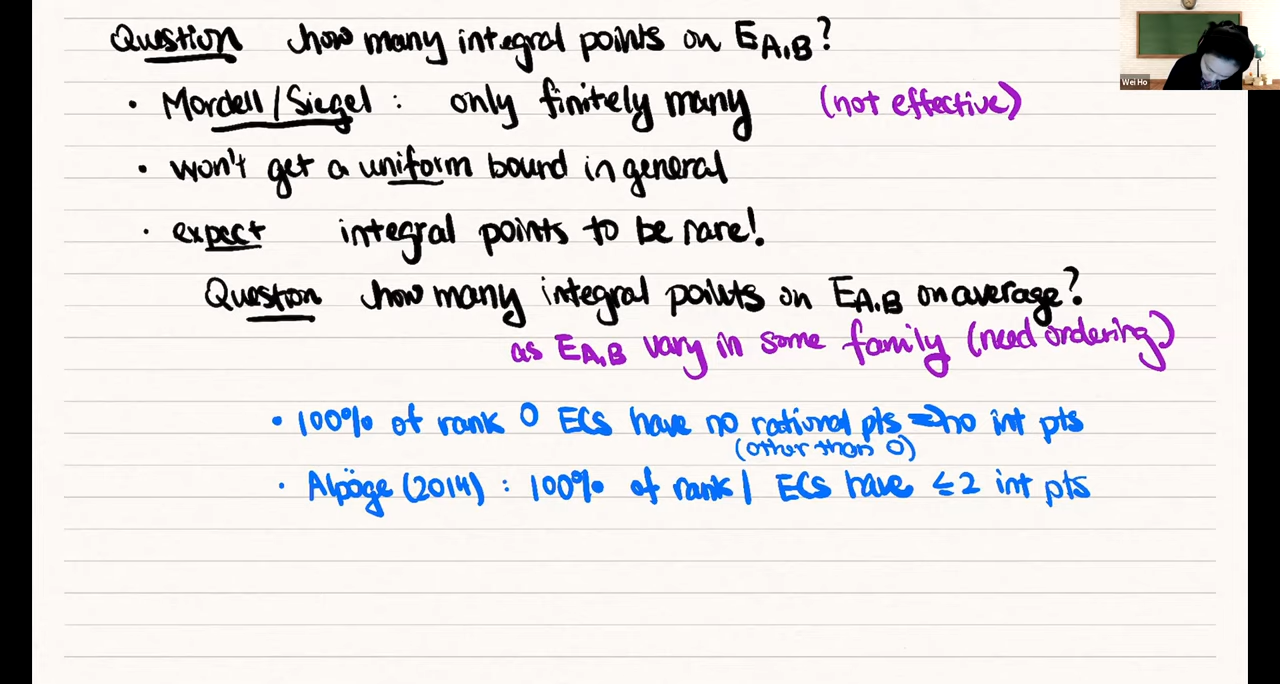 Question how many integral points on E_{A,B}?
• Mordell/Siegel : only finitely many (not effective)
• won't get a uniform bound in general
• expect integral points to be rare!
Question how many integral points on E_{A,B} on average?
as E_{A,B} vary in some family (need ordering)
• 100% of rank 0 ECs have no rational pts ⇒ no int pts
(other than 0)
• Alpöge (2014) : 100% of rank 1 ECs have ≤ 2 int pts
Wei Ho